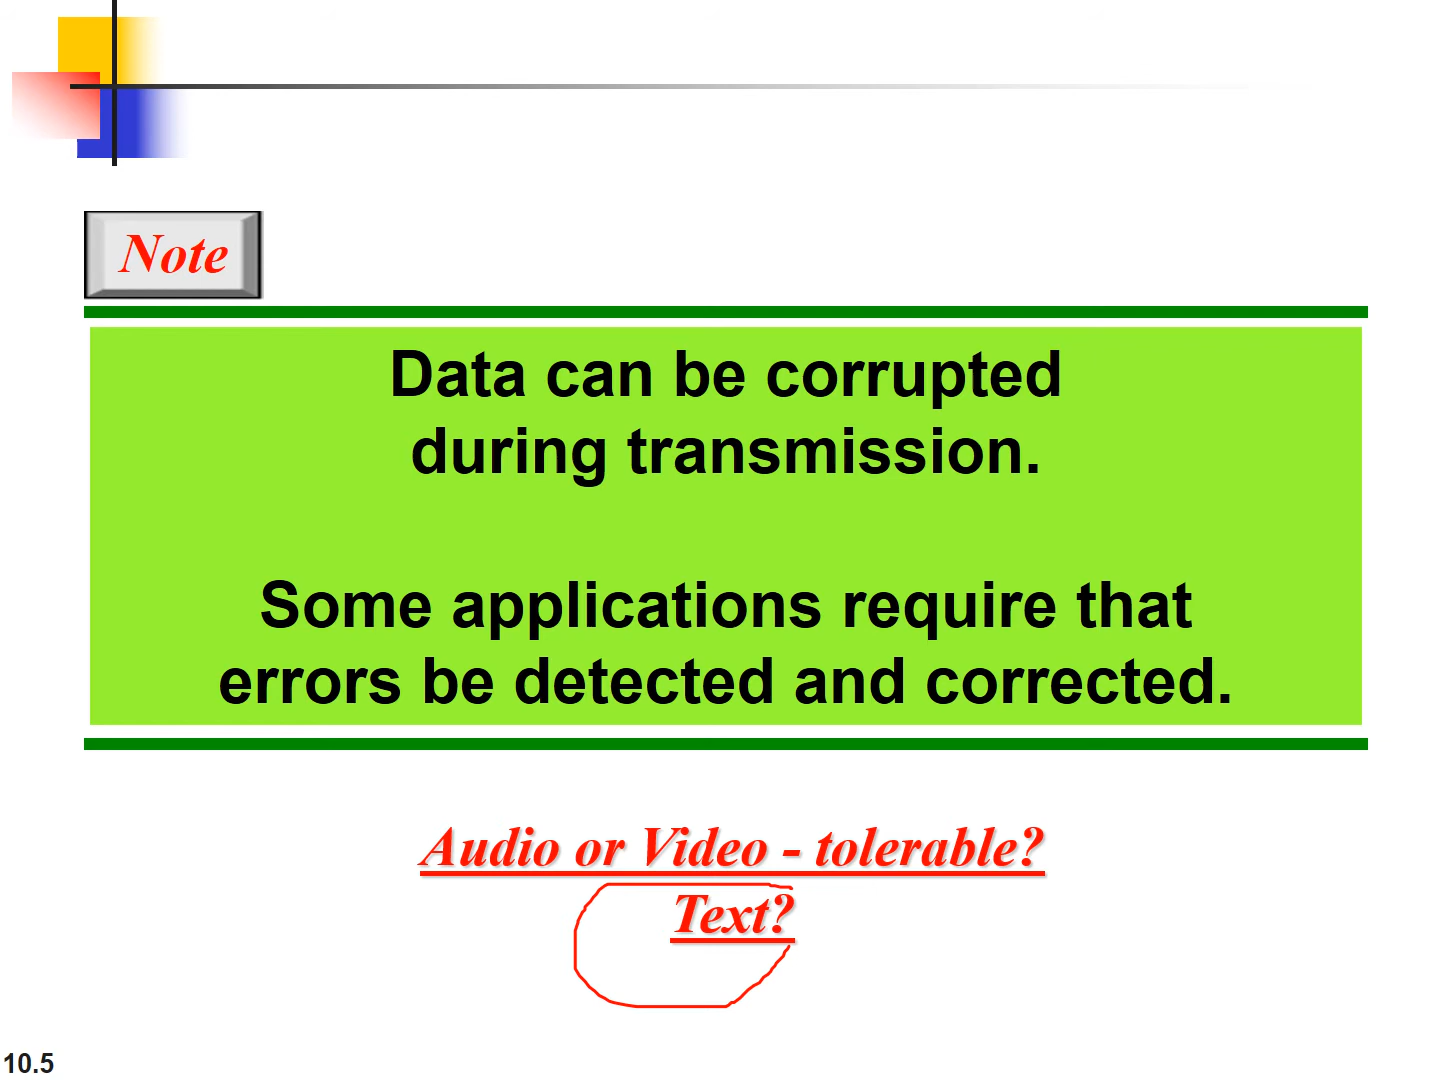 Note
Data can be corrupted
during transmission.
Some applications require that
errors be detected and corrected.
Audio or Video - tolerable?
Text?
10.5